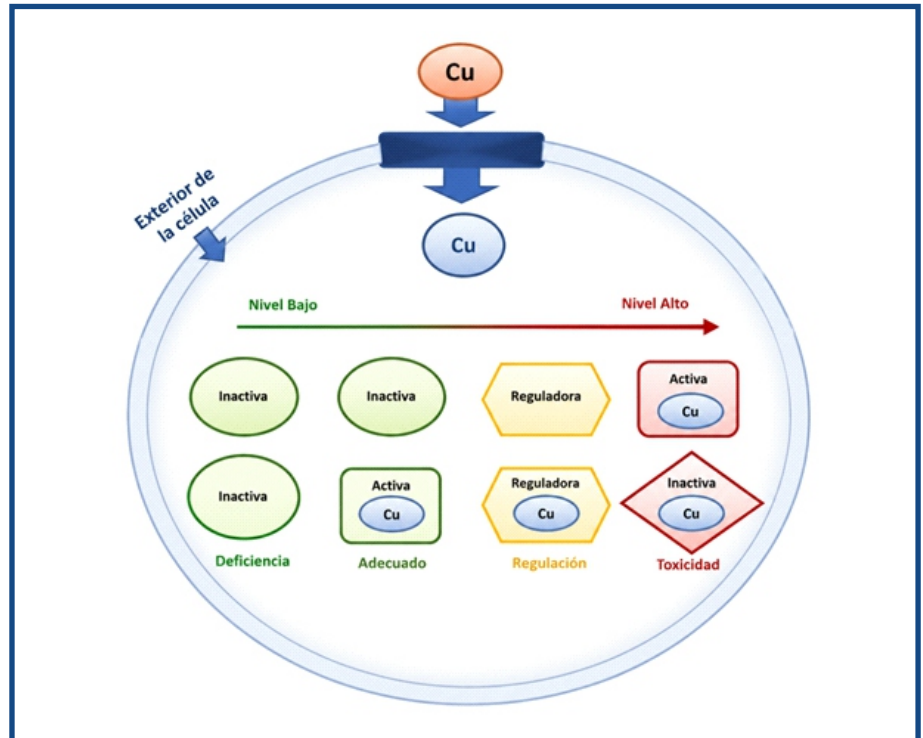 Cu
Exterior de
la célula
Cu
Nivel Bajo
Nivel Alto
Inactiva
Inactiva
Reguladora
Activa
Cu
Inactiva
Activa
Cu
Reguladora
Cu
Inactiva
Cu
Deficiencia
Adecuado
Regulación
Toxicidad